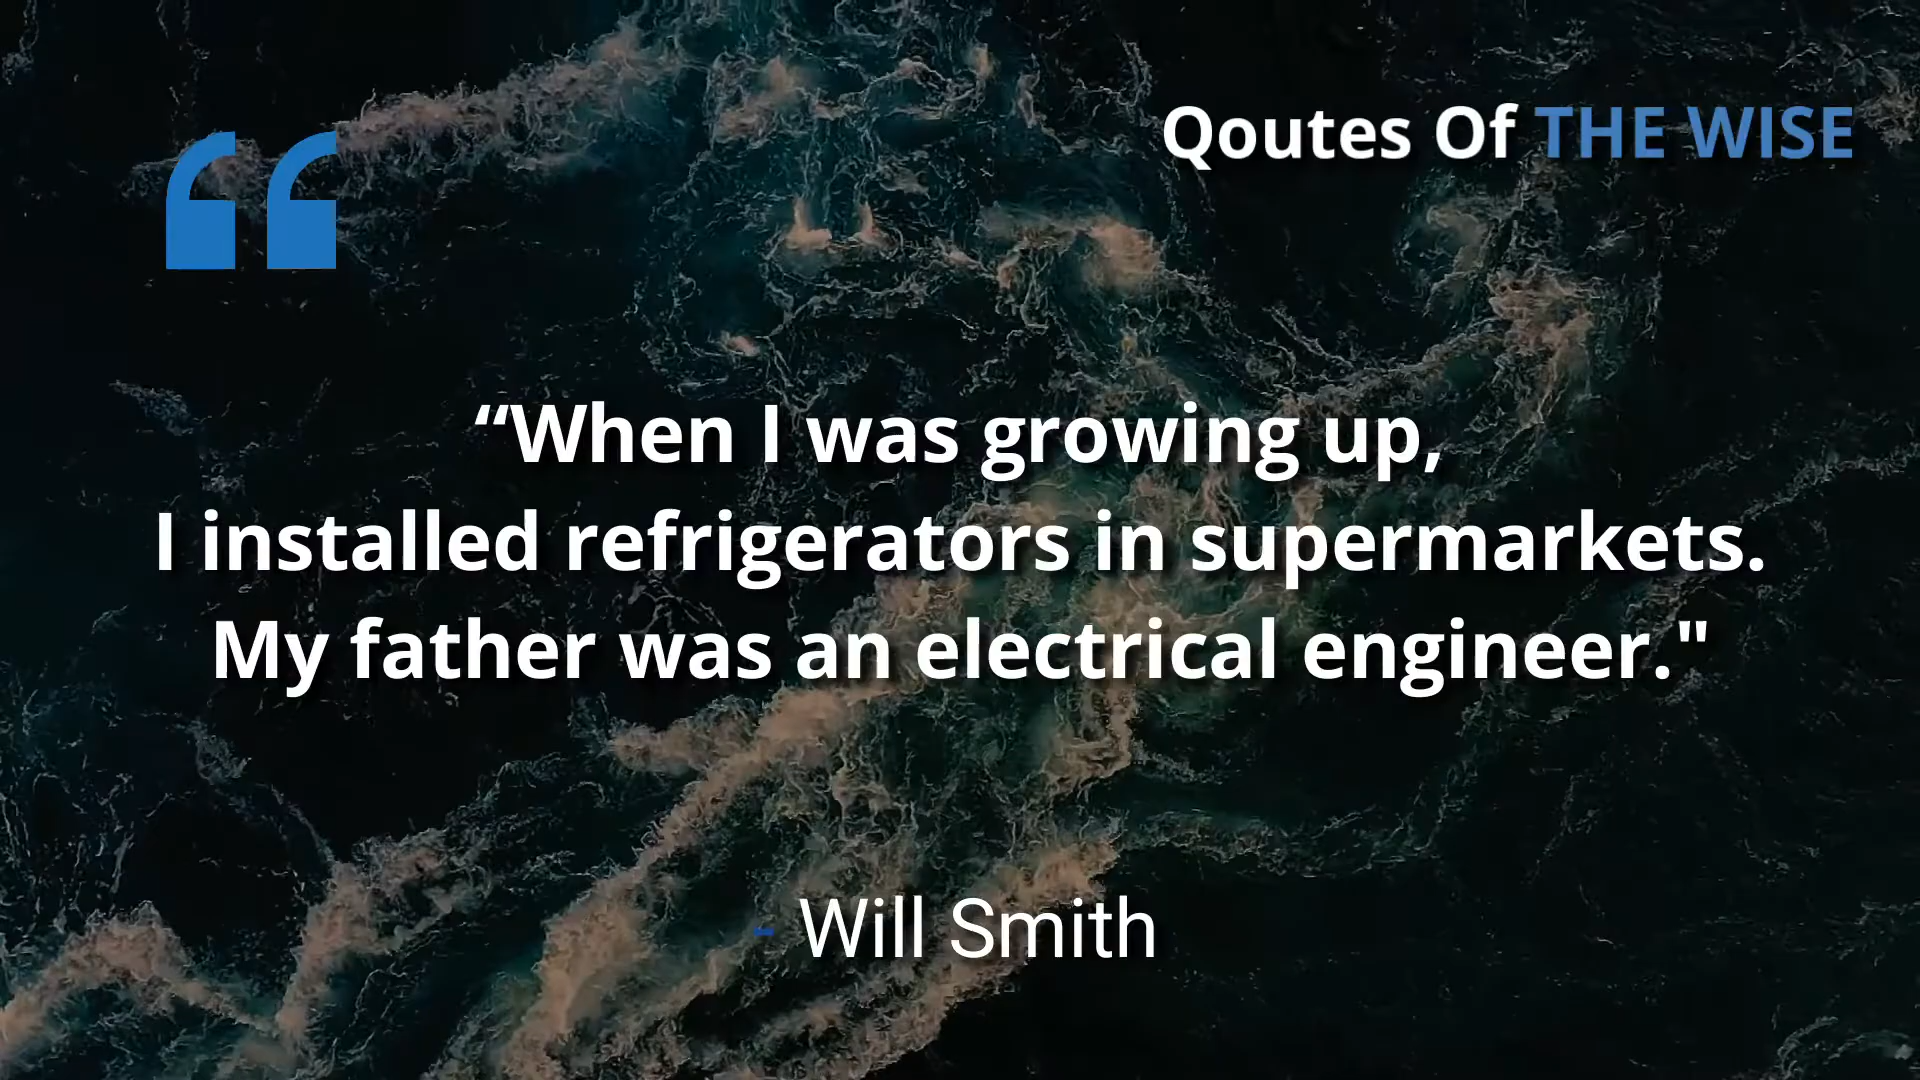 Qoutes Of THE WISE
“When I was growing up,
I installed refrigerators in supermarkets.
My father was an electrical engineer."
- Will Smith